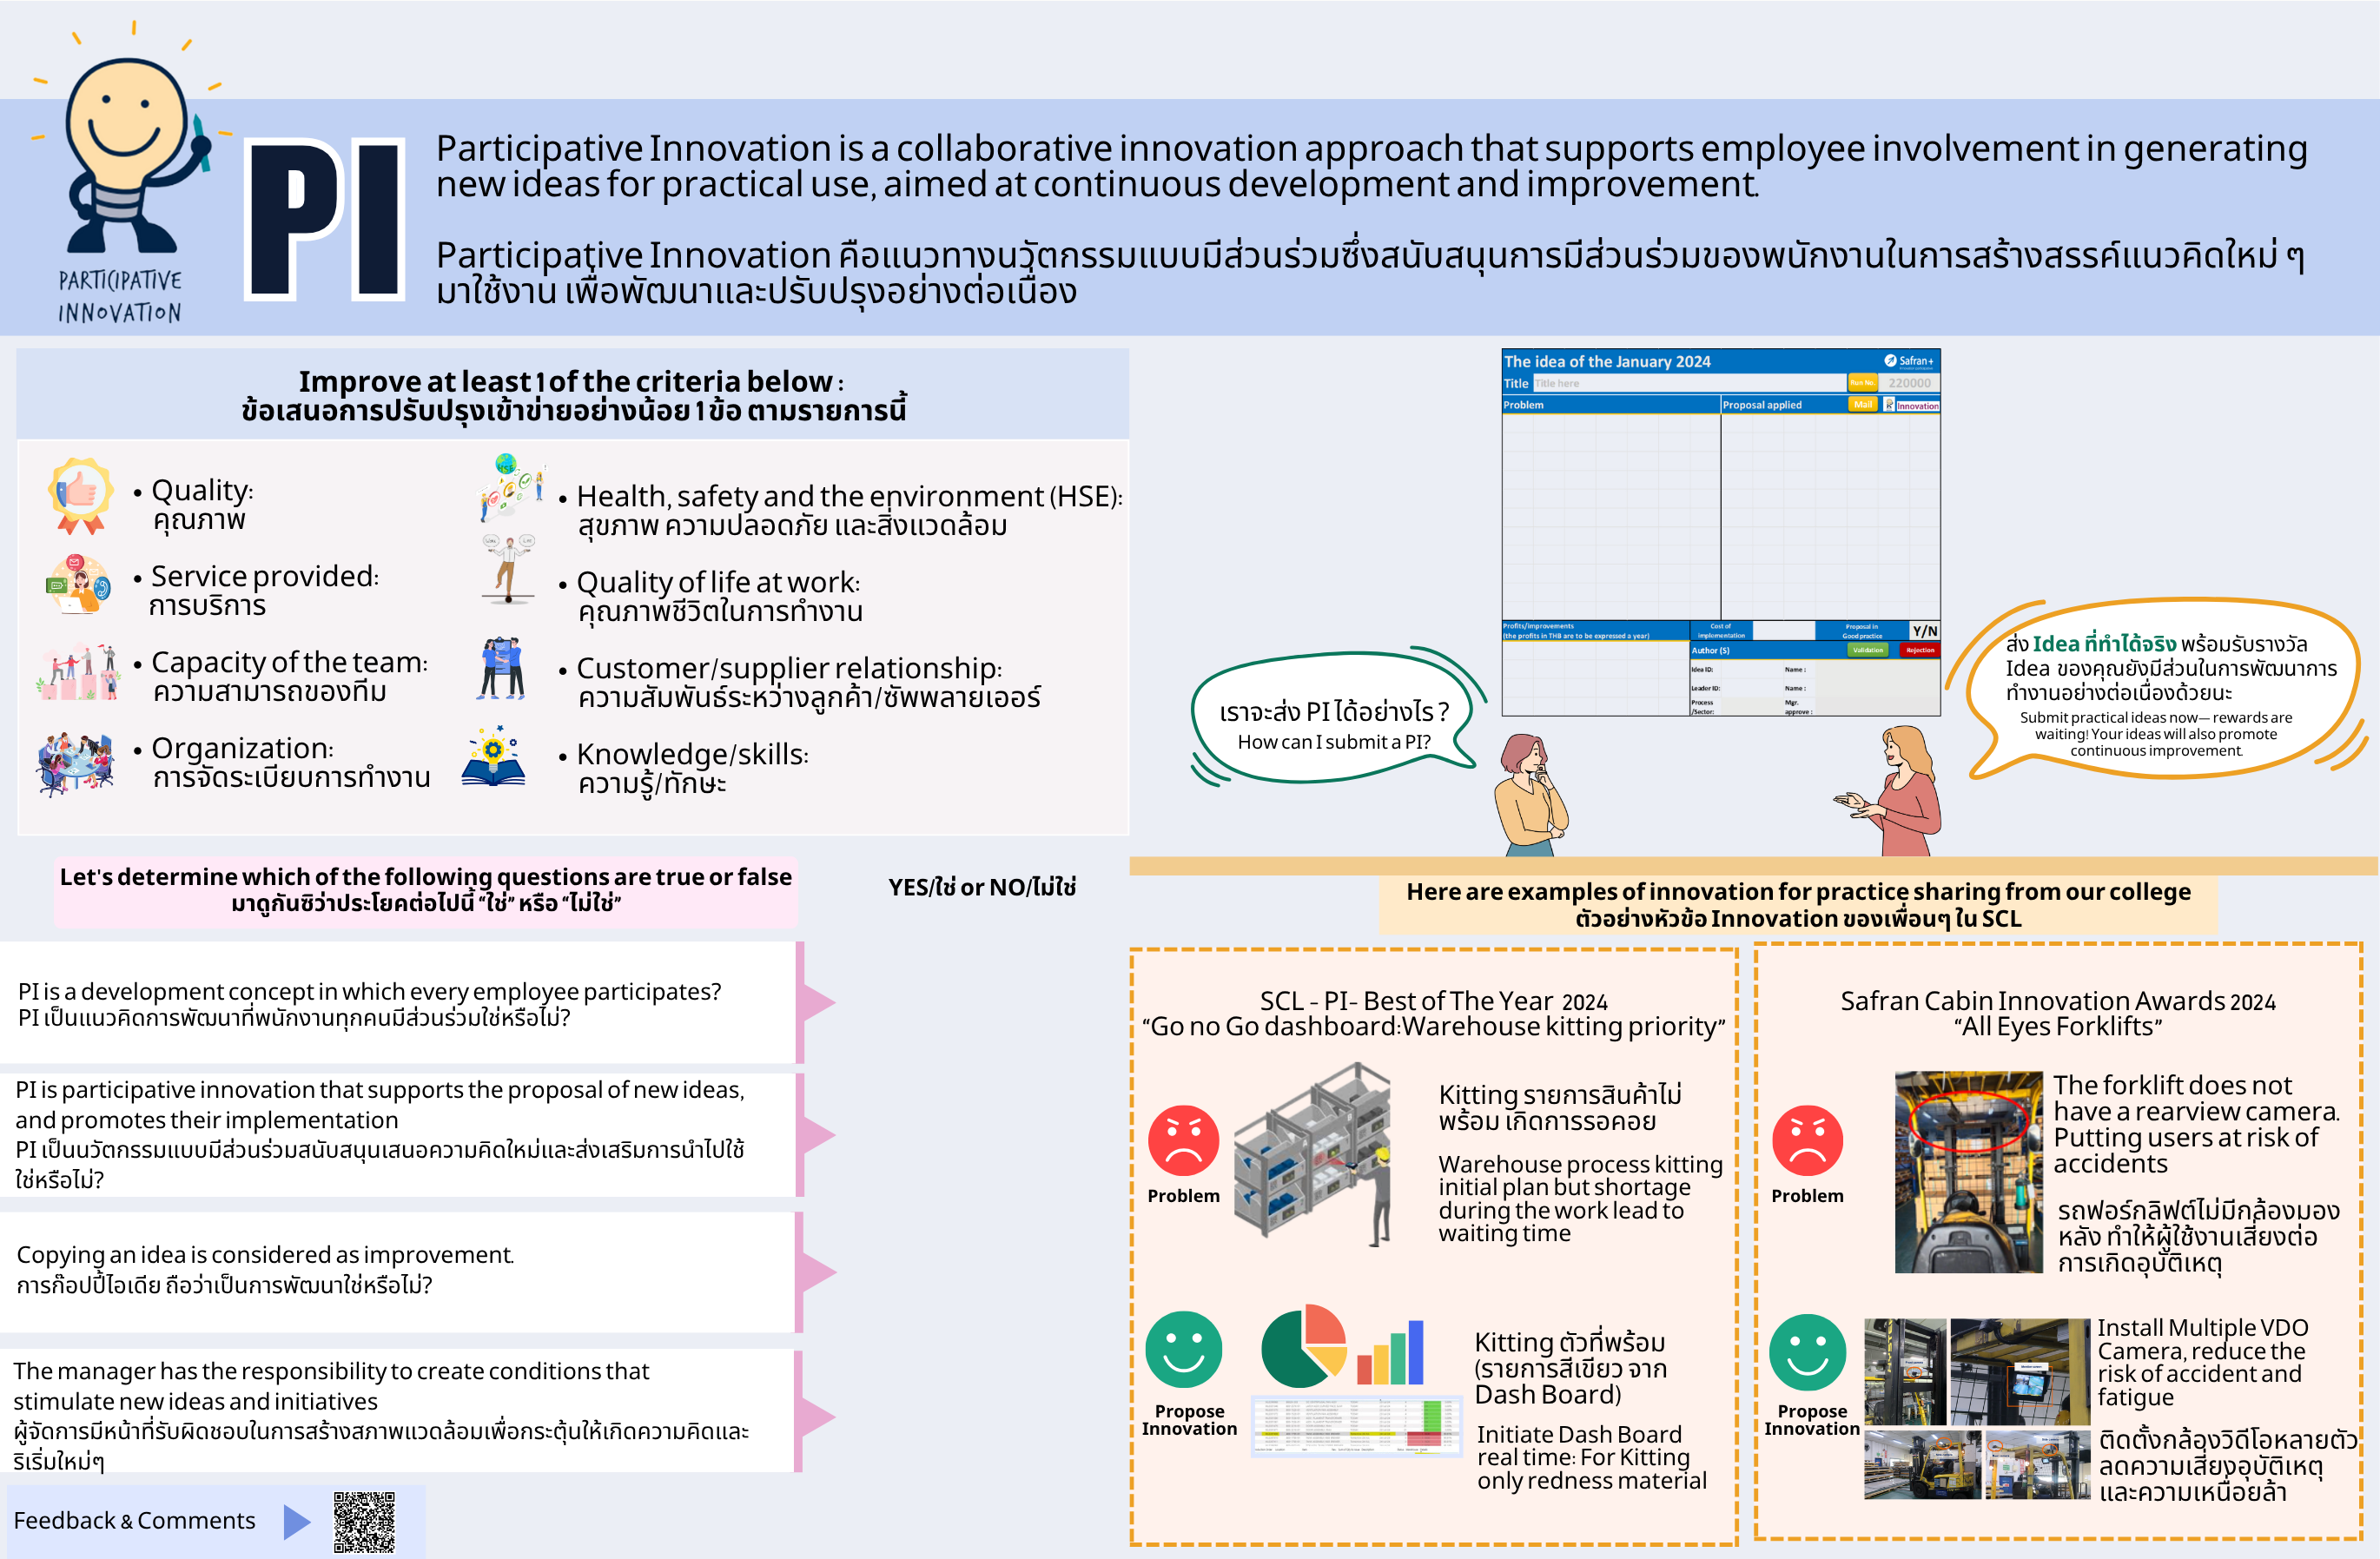 PARTICIPATIVE
INNOVATION
PI
Participative Innovation is a collaborative innovation approach that supports employee involvement in generating
new ideas for practical use, aimed at continuous development and improvement.
Participative Innovation คือแนวทางนวัตกรรมแบบมีส่วนร่วมซึ่งสนับสนุนการมีส่วนร่วมของพนักงานในการสร้างสรรค์แนวคิดใหม่ ๆ
มาใช้งาน เพื่อพัฒนาและปรับปรุงอย่างต่อเนื่อง
Improve at least 1 of the criteria below :
ข้อเสนอการปรับปรุงเข้าข่ายอย่างน้อย 1 ข้อ ตามรายการนี้
• Quality:
คุณภาพ
• Service provided:
การบริการ
• Capacity of the team:
ความสามารถของทีม
• Organization:
การจัดระเบียบการทำงาน
• Health, safety and the environment (HSE):
สุขภาพ ความปลอดภัย และสิ่งแวดล้อม
• Quality of life at work:
คุณภาพชีวิตในการทำงาน
• Customer/supplier relationship:
ความสัมพันธ์ระหว่างลูกค้า/ซัพพลายเออร์
• Knowledge/skills:
ความรู้/ทักษะ
The idea of the January 2024
Safran+
Title
Title here
Run No.
220000
Problem
Proposal applied
Mail
Innovation
Profits/improvements
(the profits in THB are to be expressed a year)
Cost of
implementation
Proposal in
Good practice
Y/N
Author (S)
Validation
Rejection
Idea ID:
Name :
Leader ID:
Name :
Process
/Sector:
Mgr.
approve :
เราจะส่ง PI ได้อย่างไร ?
How can I submit a PI?
ส่ง Idea ที่ทำได้จริง พร้อมรับรางวัล
Idea ของคุณยังมีส่วนในการพัฒนาการ
ทำงานอย่างต่อเนื่องด้วยนะ
Submit practical ideas now— rewards are
waiting! Your ideas will also promote
continuous improvement.
Let's determine which of the following questions are true or false
มาดูกันซิว่าประโยคต่อไปนี้ “ใช่” หรือ “ไม่ใช่”
YES/ใช่ or NO/ไม่ใช่
PI is a development concept in which every employee participates?
PI เป็นแนวคิดการพัฒนาที่พนักงานทุกคนมีส่วนร่วมใช่หรือไม่?
PI is participative innovation that supports the proposal of new ideas,
and promotes their implementation
PI เป็นนวัตกรรมแบบมีส่วนร่วมสนับสนุนเสนอความคิดใหม่และส่งเสริมการนำไปใช้
ใช่หรือไม่?
Copying an idea is considered as improvement.
การก๊อปปี้ไอเดีย ถือว่าเป็นการพัฒนาใช่หรือไม่?
The manager has the responsibility to create conditions that
stimulate new ideas and initiatives
ผู้จัดการมีหน้าที่รับผิดชอบในการสร้างสภาพแวดล้อมเพื่อกระตุ้นให้เกิดความคิดและ
ริเริ่มใหม่ๆ
Feedback & Comments
Here are examples of innovation for practice sharing from our college
ตัวอย่างหัวข้อ Innovation ของเพื่อนๆ ใน SCL
SCL - PI- Best of The Year 2024
“Go no Go dashboard:Warehouse kitting priority”
Problem
Kitting รายการสินค้าไม่
พร้อม เกิดการรอคอย
Warehouse process kitting
initial plan but shortage
during the work lead to
waiting time
Propose
Innovation
Kitting ตัวที่พร้อม
(รายการสีเขียว จาก
Dash Board)
Initiate Dash Board
real time: For Kitting
only redness material
Safran Cabin Innovation Awards 2024
“All Eyes Forklifts”
Problem
The forklift does not
have a rearview camera.
Putting users at risk of
accidents
รถฟอร์กลิฟต์ไม่มีกล้องมอง
หลัง ทำให้ผู้ใช้งานเสี่ยงต่อ
การเกิดอุบัติเหตุ
Propose
Innovation
Install Multiple VDO
Camera, reduce the
risk of accident and
fatigue
ติดตั้งกล้องวิดีโอหลายตัว
ลดความเสี่ยงอุบัติเหตุ
และความเหนื่อยล้า